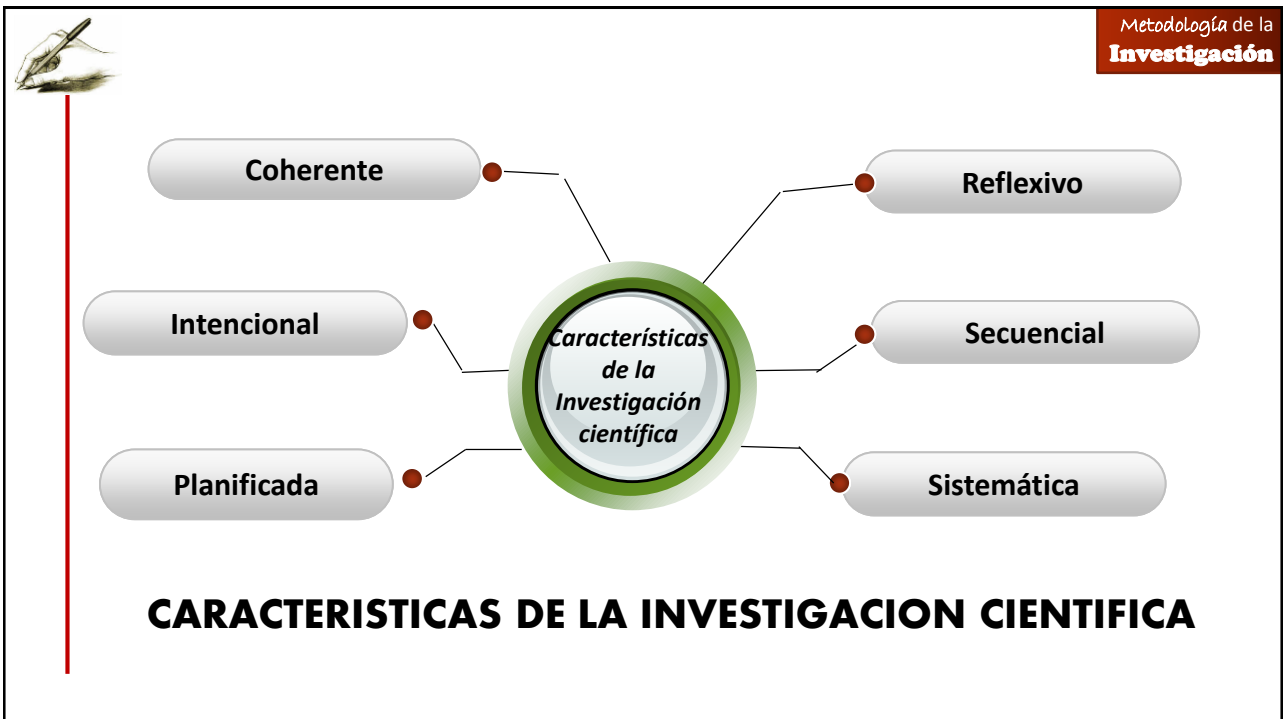 Metodología de la
Investigación
Coherente
Reflexivo
Intencional
Secuencial
Características
de la
Investigación
científica
Planificada
Sistemática
CARACTERISTICAS DE LA INVESTIGACION CIENTIFICA